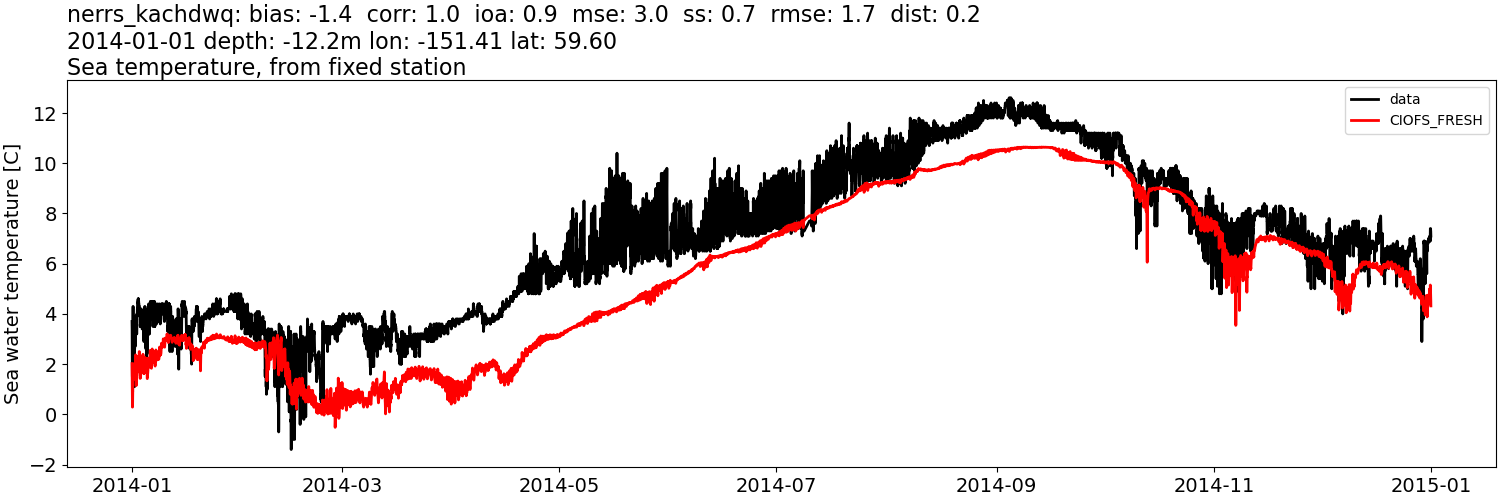 nerrs_kachdwq: bias: -1.4 corr: 1.0 ioa: 0.9 mse: 3.0 ss: 0.7 rmse: 1.7 dist: 0.2
2014-01-01 depth: -12.2m lon: -151.41 lat: 59.60
Sea temperature, from fixed station
data
CIOFS_FRESH
Sea water temperature [C]
12
10
8
6
4
2
0
−2
2014-01
2014-03
2014-05
2014-07
2014-09
2014-11
2015-01